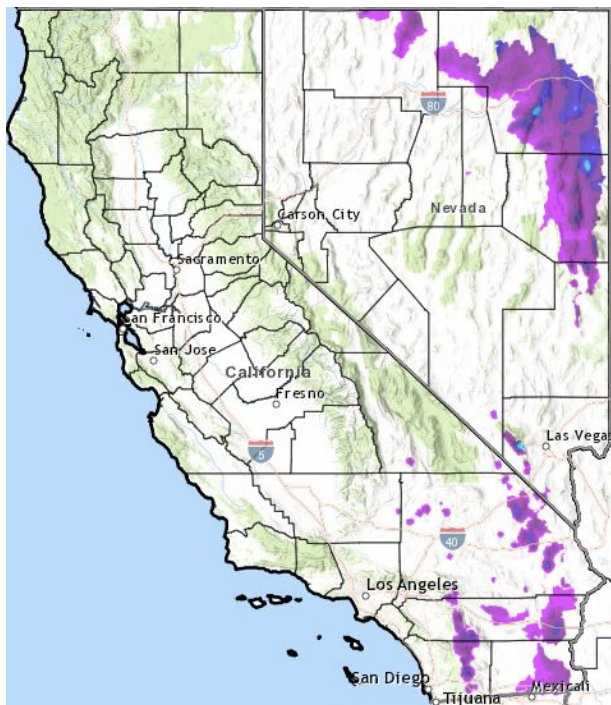 80
Carson City
Nevada
Sacramento
San Francisco
San Jose
California
Fresno
Las Vegas
5
40
Los Angeles
San Diego
Mexicali
Tijuana